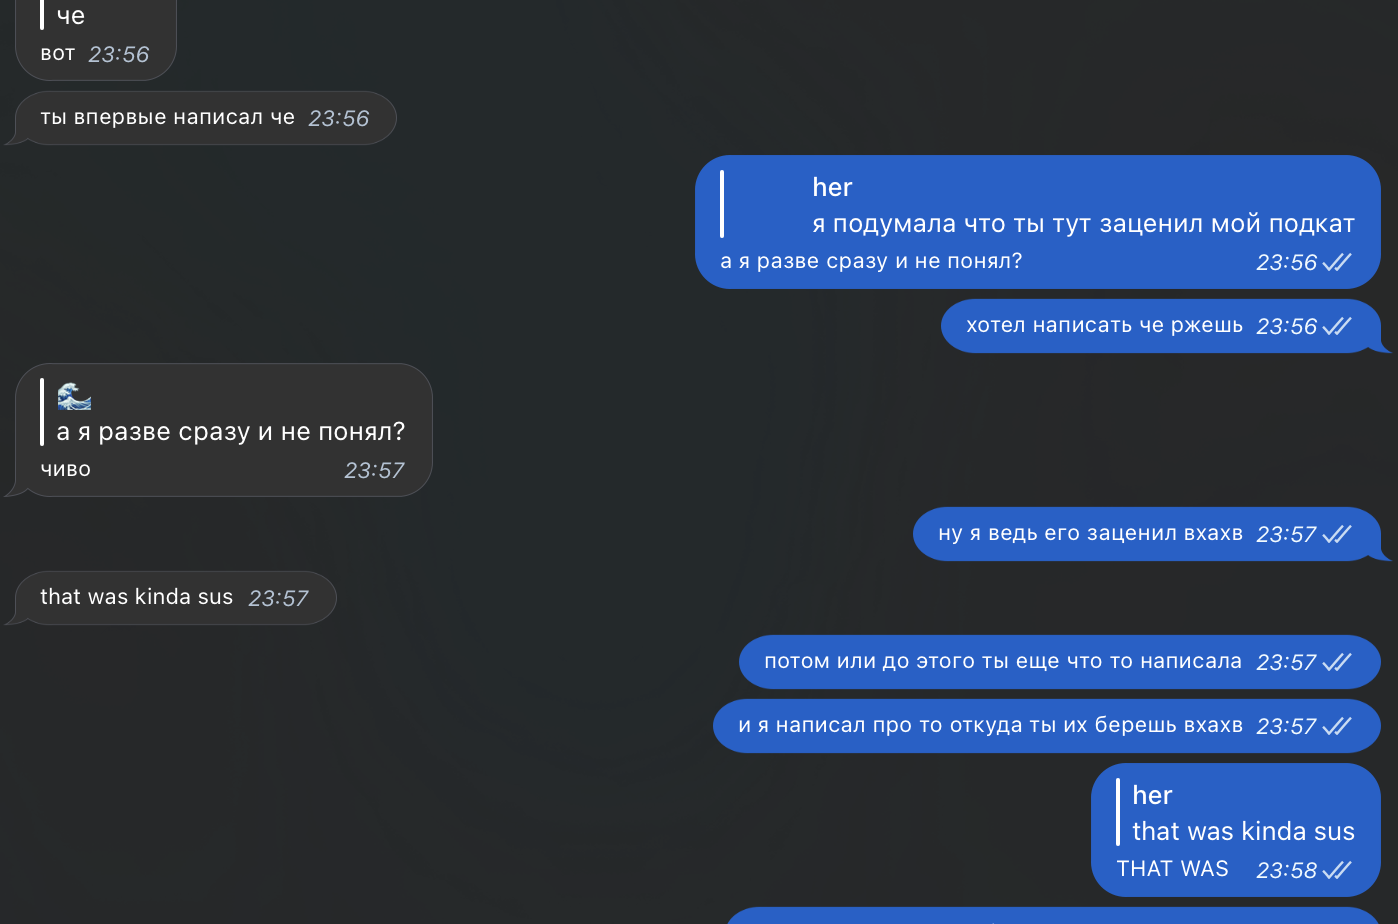 че
вот 23:56
ты впервые написал че 23:56
her
я подумала что ты тут заценил мой подкат
а я разве сразу и не понял? 23:56
хотел написать че ржешь 23:56
🌊
а я разве сразу и не понял?
чиво 23:57
ну я ведь его заценил вхахв 23:57
that was kinda sus 23:57
потом или до этого ты еще что то написала 23:57
и я написал про то откуда ты их берешь вхахв 23:57
her
that was kinda sus
THAT WAS 23:58